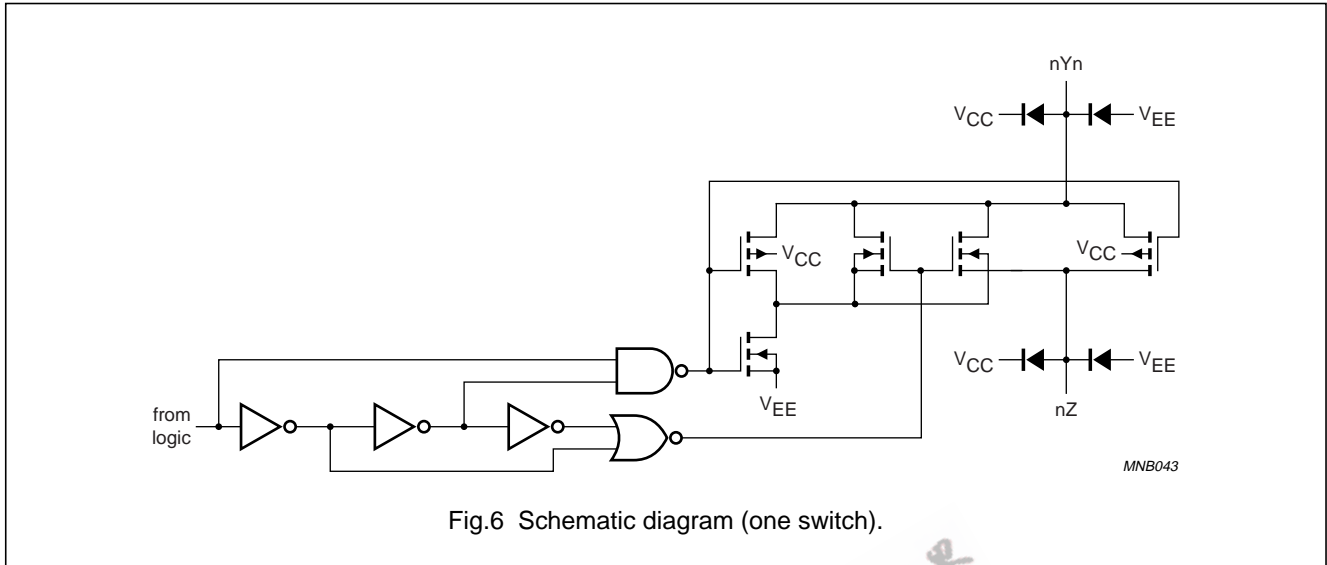 nYn
VCC
VEE
VCC
VCC
VCC
VEE
VEE
from
logic
nZ
MNB043
Fig.6 Schematic diagram (one switch).